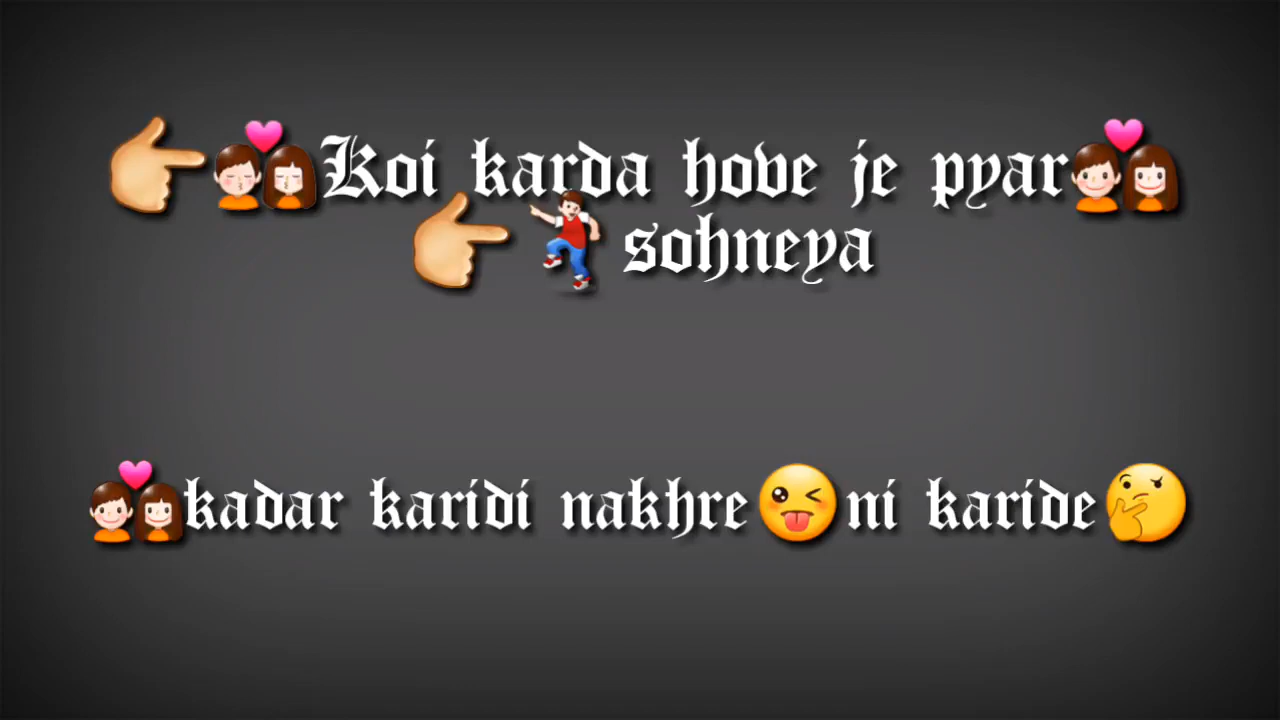 👉💏Koi karda hove je pyar💑
👉🕺sohneya
💑kadar karidi nakhre😜ni karide🤔